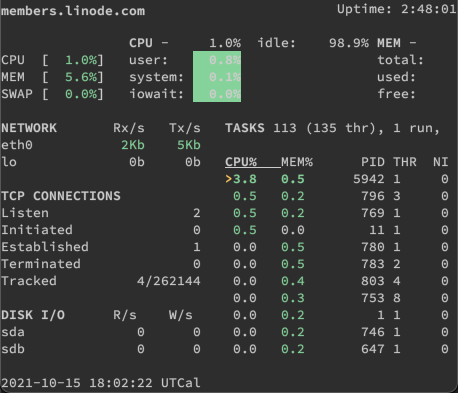 members.linode.com Uptime: 2:48:01
CPU - 1.0% idle: 98.9% MEM -
CPU [ 1.0%] user: 0.8% total:
MEM [ 5.6%] system: 0.1% used:
SWAP [ 0.0%] iowait: 0.0% free:
NETWORK Rx/s Tx/s TASKS 113 (135 thr), 1 run,
eth0 2Kb 5Kb
lo 0b 0b CPU% MEM% PID THR NI
>3.8 0.5 5942 1 0
TCP CONNECTIONS 0.5 0.2 796 3 0
Listen 2 0.5 0.2 769 1 0
Initiated 0 0.5 0.0 11 1 0
Established 1 0.0 0.5 780 1 0
Terminated 0 0.0 0.5 783 2 0
Tracked 4/262144 0.0 0.4 803 4 0
0.0 0.3 753 8 0
DISK I/O R/s W/s 0.0 0.2 1 1 0
sda 0 0 0.0 0.2 746 1 0
sdb 0 0 0.0 0.2 647 1 0
2021-10-15 18:02:22 UTCal